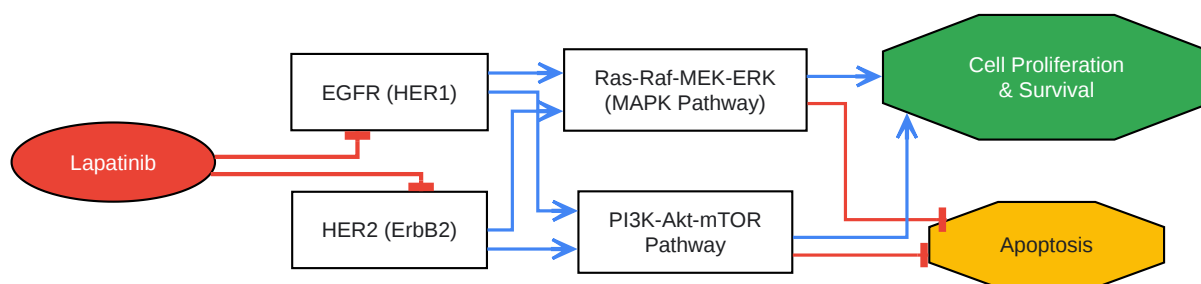 Lapatinib
EGFR (HER1)
HER2 (ErbB2)
Ras-Raf-MEK-ERK
(MAPK Pathway)
PI3K-Akt-mTOR
Pathway
Cell Proliferation
& Survival
Apoptosis